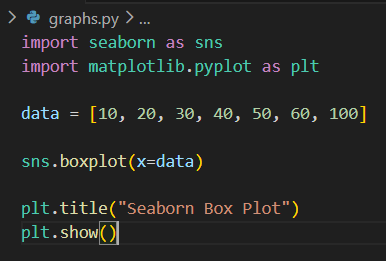 > graphs.py > ...
import seaborn as sns
import matplotlib.pyplot as plt
data = [10, 20, 30, 40, 50, 60, 100]
sns.boxplot(x=data)
plt.title("Seaborn Box Plot")
plt.show()